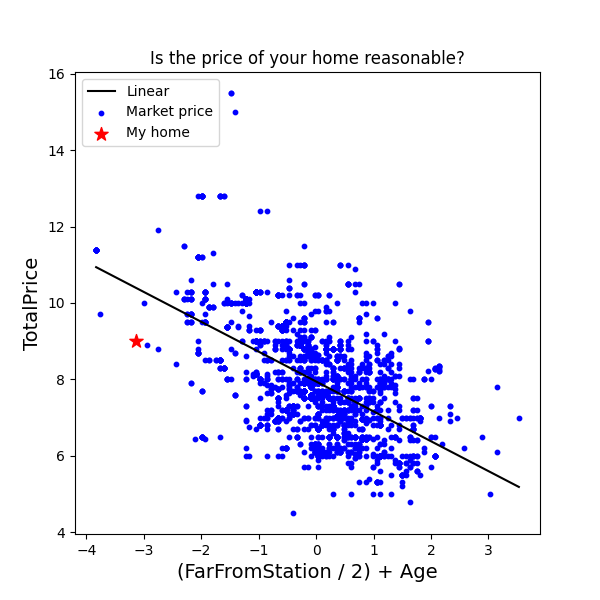 Is the price of your home reasonable?
16
14
12
10
8
6
4
TotalPrice
Linear
Market price
My home
−4 −3 −2 −1 0 1 2 3
(FarFromStation / 2) + Age